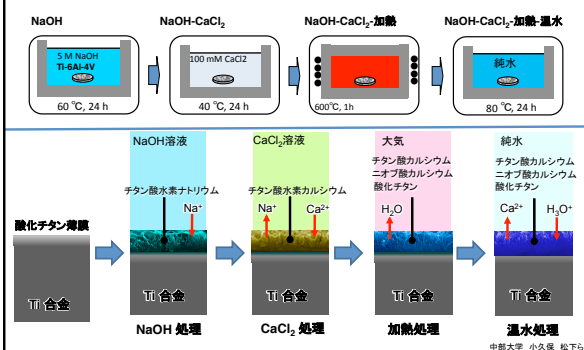 NaOH
NaOH-CaCl₂
NaOH-CaCl₂-加熱
NaOH-CaCl₂-加熱-温水
5 M NaOH
Ti-6Al-4V
100 mM CaCl2
純水
60 °C, 24 h
40 °C, 24 h
600℃, 1h
80 °C, 24 h
NaOH溶液
CaCl₂溶液
大気
純水
チタン酸カルシウム
ニオブ酸カルシウム
酸化チタン
チタン酸カルシウム
ニオブ酸カルシウム
酸化チタン
チタン酸水素ナトリウム
チタン酸水素カルシウム
Na⁺
Na⁺
Ca²⁺
H₂O
Ca²⁺
H₃O⁺
酸化チタン薄膜
Ti 合金
Ti 合金
Ti 合金
Ti 合金
Ti 合金
NaOH 処理
CaCl₂ 処理
加熱処理
温水処理
中部大学 小久保 松下ら